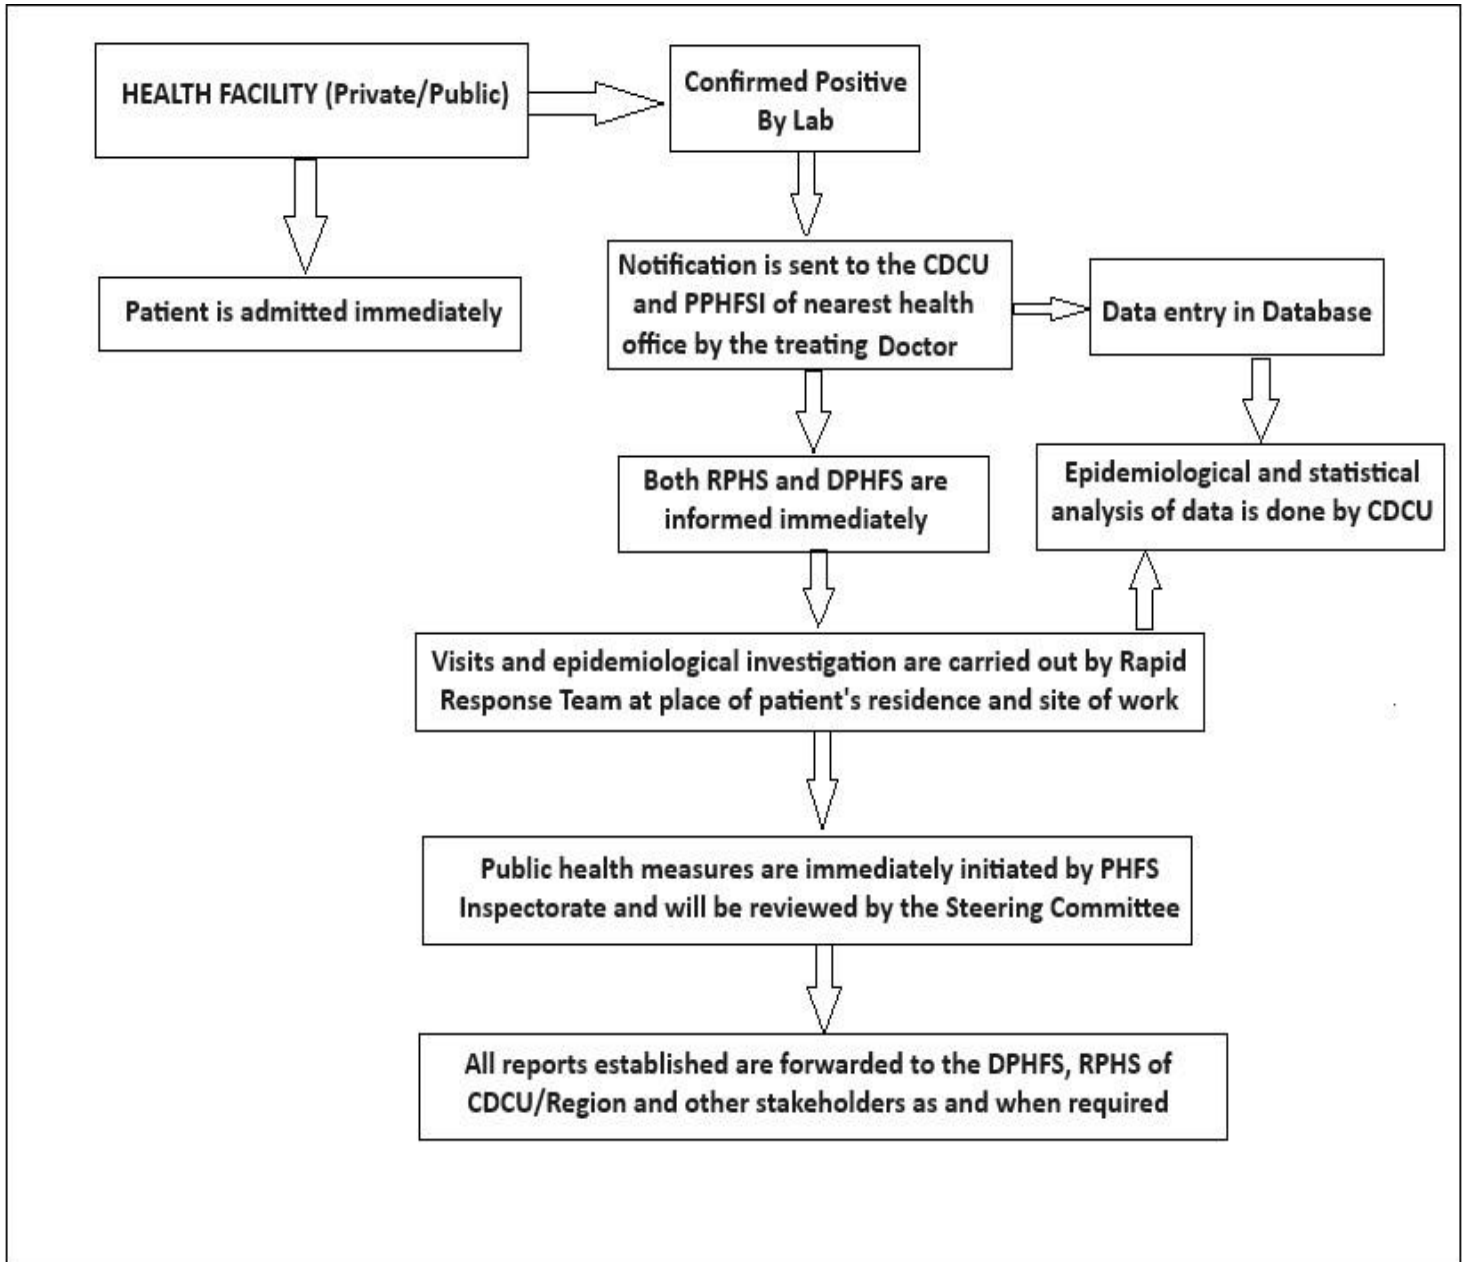 HEALTH FACILITY (Private/Public)
Confirmed Positive
By Lab
Patient is admitted immediately
Notification is sent to the CDCU
and PPHFSI of nearest health
office by the treating Doctor
Data entry in Database
Both RPHS and DPHFS are
informed immediately
Epidemiological and statistical
analysis of data is done by CDCU
Visits and epidemiological investigation are carried out by Rapid
Response Team at place of patient's residence and site of work
Public health measures are immediately initiated by PHFS
Inspectorate and will be reviewed by the Steering Committee
All reports established are forwarded to the DPHFS, RPHS of
CDCU/Region and other stakeholders as and when required